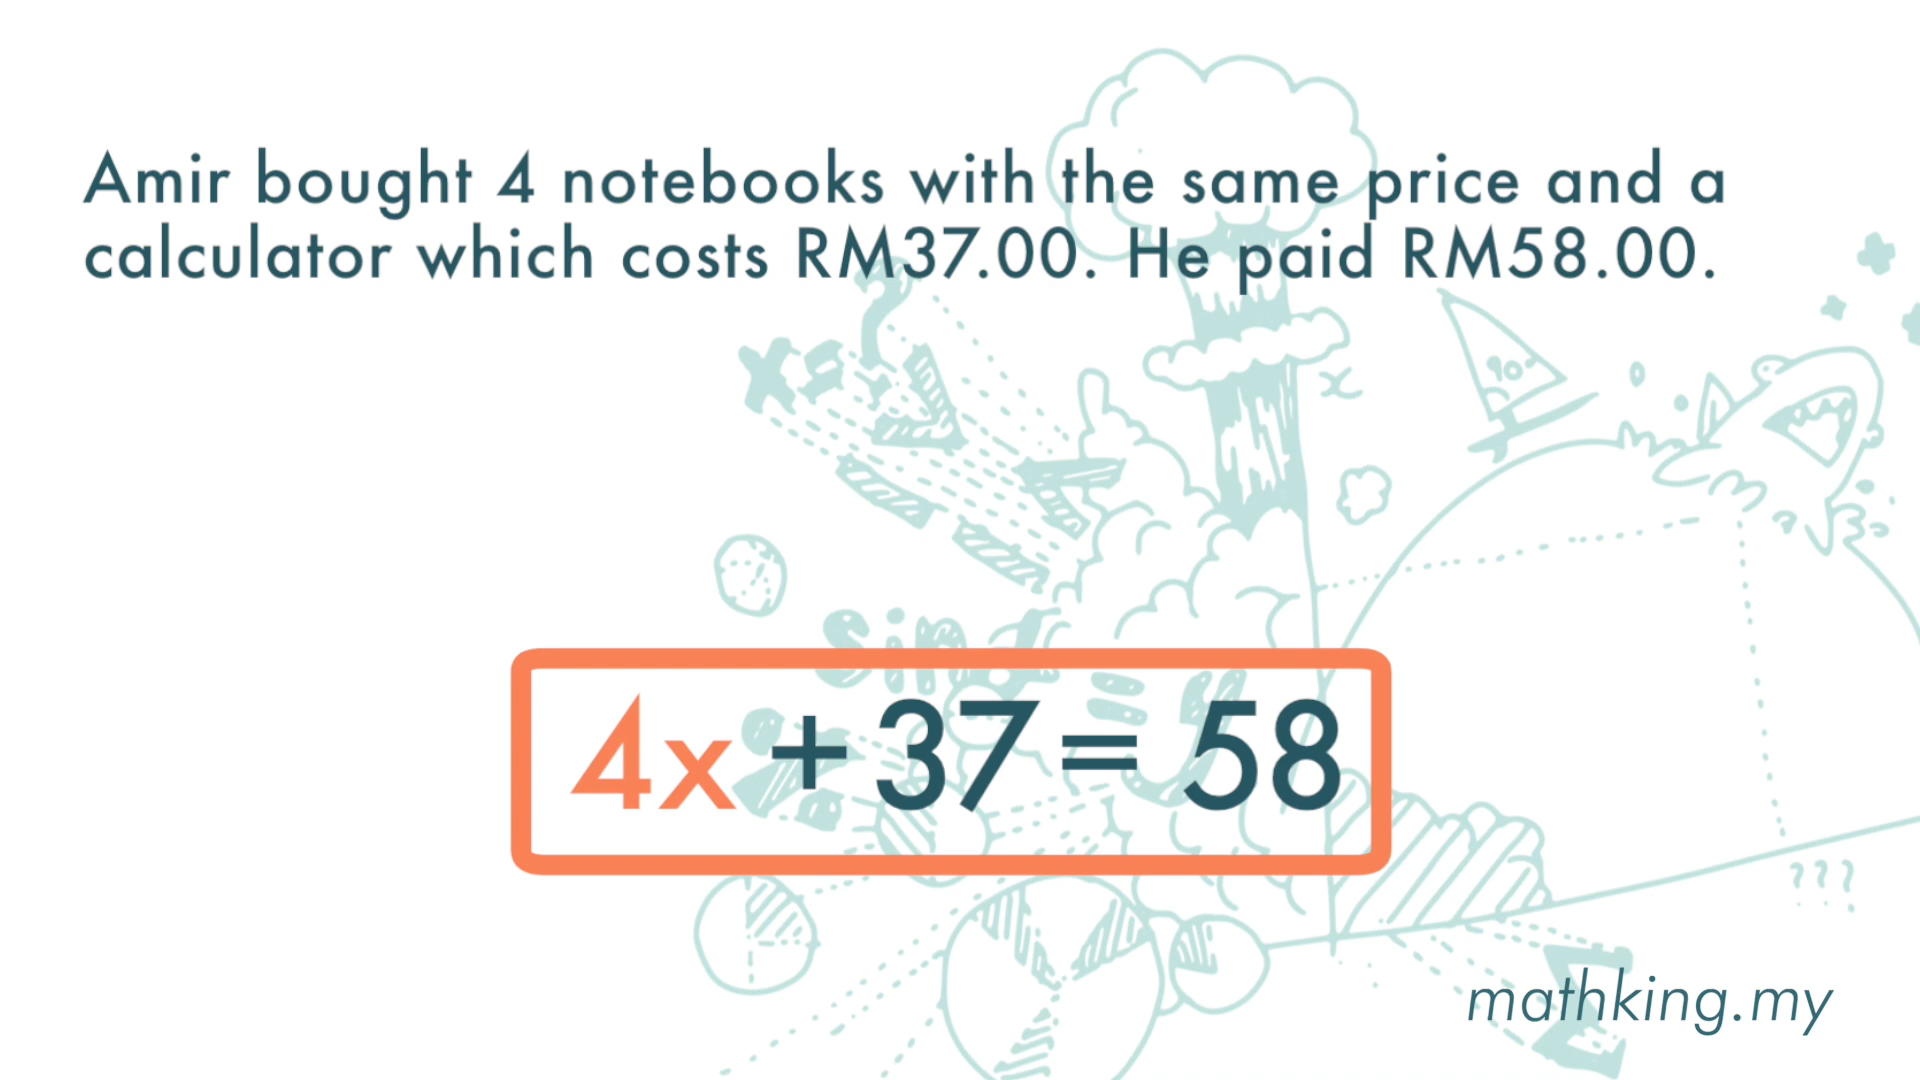 Amir bought 4 notebooks with the same price and a
calculator which costs RM37.00. He paid RM58.00.
x = ?
sin
4x + 37 = 58
???
mathking.my